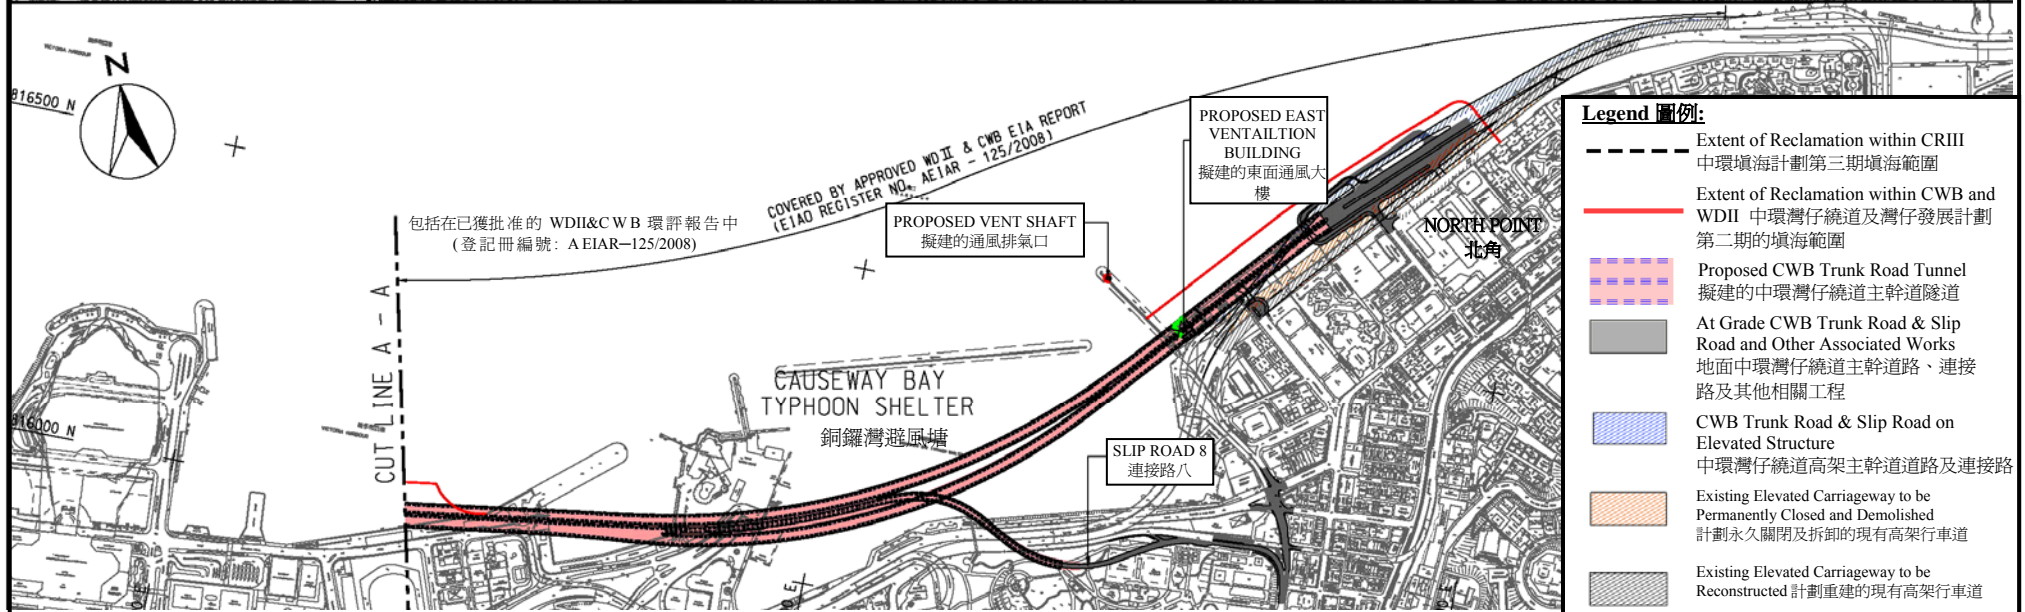 VICTORIA HARBOUR
N
816500 N
包括在已獲批准的 WDII&CWB 環評報告中
(登記冊編號: AEIAR─125/2008)
COVERED BY APPROVED WDII & CWB EIA REPORT
(EIAO REGISTER NO. AEIAR - 125/2008)
PROPOSED VENT SHAFT
擬建的通風排氣口
PROPOSED EAST
VENTAILTION
BUILDING
擬建的東面通風大
樓
NORTH POINT
北角
CUT LINE A - A
816000 N
VICTORIA HARBOUR
CAUSEWAY BAY
TYPHOON SHELTER
銅鑼灣避風塘
SLIP ROAD 8
連接路八
Legend 圖例:
Extent of Reclamation within CRIII
中環填海計劃第三期填海範圍
Extent of Reclamation within CWB and
WDII 中環灣仔繞道及灣仔發展計劃
第二期的填海範圍
Proposed CWB Trunk Road Tunnel
擬建的中環灣仔繞道主幹道隧道
At Grade CWB Trunk Road & Slip
Road and Other Associated Works
地面中環灣仔繞道主幹道路、連接
路及其他相關工程
CWB Trunk Road & Slip Road on
Elevated Structure
中環灣仔繞道高架主幹道道路及連接路
Existing Elevated Carriageway to be
Permanently Closed and Demolished
計劃永久關閉及拆卸的現有高架行車道
Existing Elevated Carriageway to be
Reconstructed 計劃重建的現有高架行車道